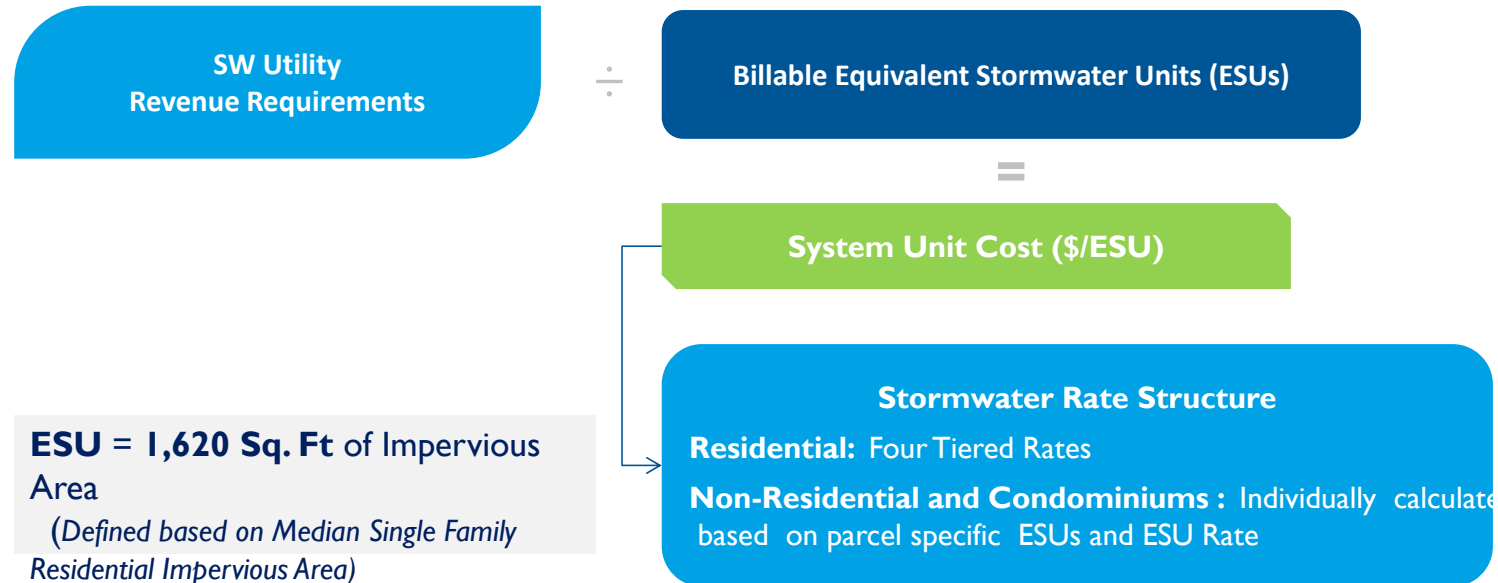 SW Utility
Revenue Requirements
÷
Billable Equivalent Stormwater Units (ESUs)
=
System Unit Cost ($/ESU)
Stormwater Rate Structure
Residential: Four Tiered Rates
Non-Residential and Condominiums : Individually calculate
based on parcel specific ESUs and ESU Rate
ESU = 1,620 Sq. Ft of Impervious
Area
(Defined based on Median Single Family
Residential Impervious Area)